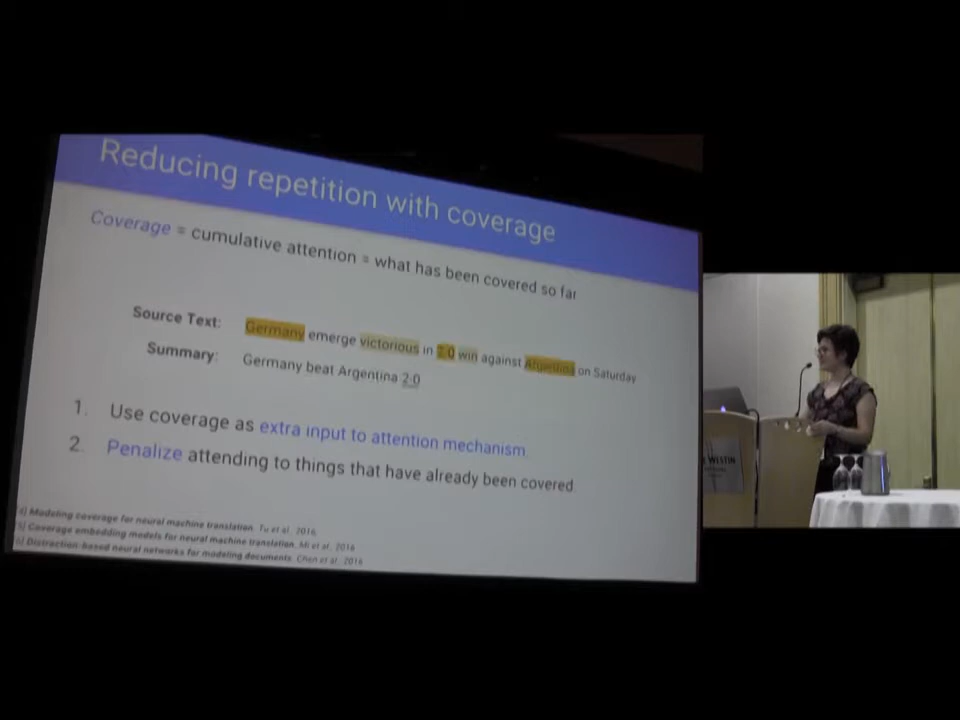 Reducing repetition with coverage
Coverage = cumulative attention = what has been covered so far
Source Text: Germany emerge victorious in 2-0 win against Argentina on Saturday
Summary: Germany beat Argentina 2-0
1. Use coverage as extra input to attention mechanism.
2. Penalize attending to things that have already been covered.
[4] Modeling coverage for neural machine translation. Tu et al., 2016,
[5] Coverage embedding models for neural machine translation. Mi et al., 2016
[6] Distraction-based neural networks for modeling documents. Chen et al., 2016
WESTIN